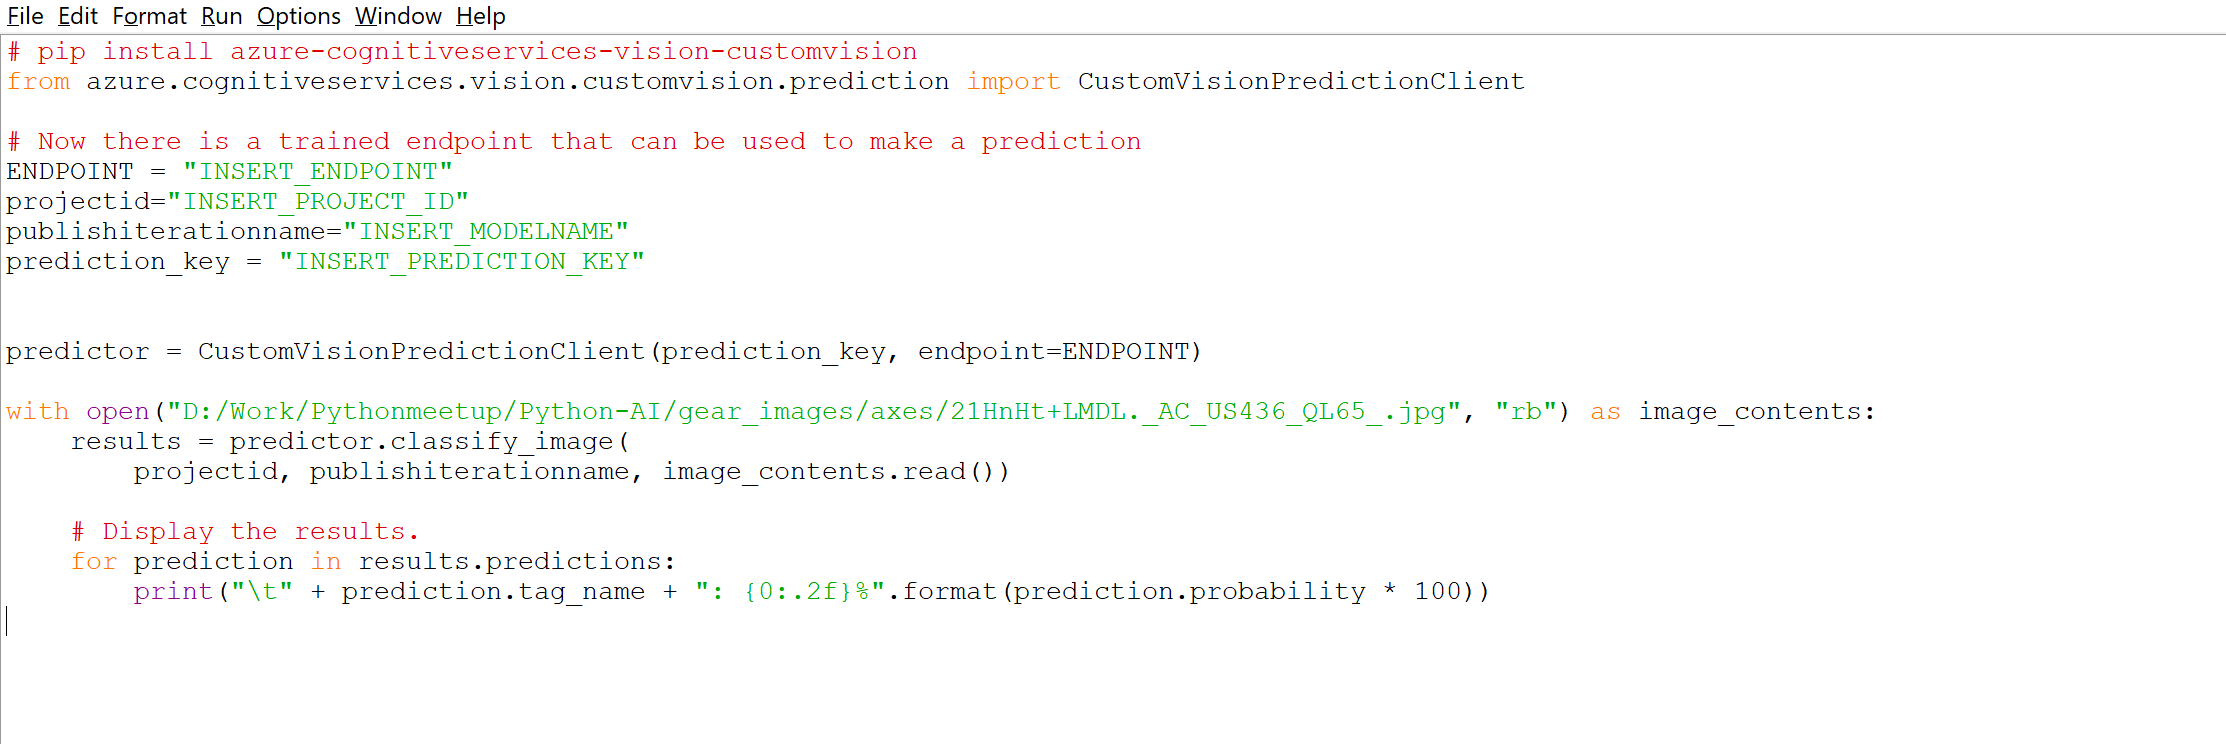 File Edit Format Run Options Window Help
# pip install azure-cognitiveservices-vision-customvision
from azure.cognitiveservices.vision.customvision.prediction import CustomVisionPredictionClient
# Now there is a trained endpoint that can be used to make a prediction
ENDPOINT = "INSERT_ENDPOINT"
projectid="INSERT_PROJECT_ID"
publishiterationname="INSERT_MODELNAME"
prediction_key = "INSERT_PREDICTION_KEY"
predictor = CustomVisionPredictionClient(prediction_key, endpoint=ENDPOINT)
with open("D:/Work/Pythonmeetup/Python-AI/gear_images/axes/21HnHt+LMDL._AC_US436_QL65_.jpg", "rb") as image_contents:
    results = predictor.classify_image(
        projectid, publishiterationname, image_contents.read())
    # Display the results.
    for prediction in results.predictions:
        print("\t" + prediction.tag_name + ": {0:.2f}%".format(prediction.probability * 100))